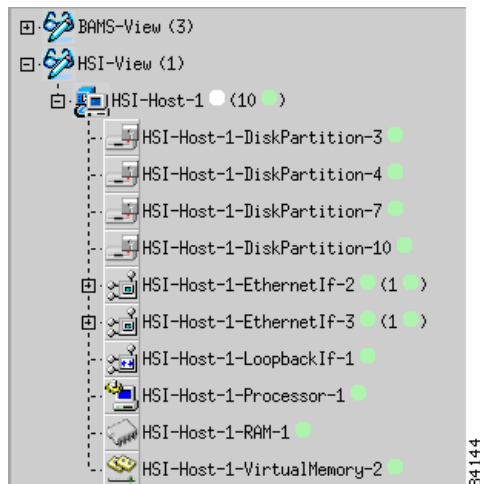 BAMS-View (3)
HSI-View (1)
HSI-Host-1 (10 )
HSI-Host-1-DiskPartition-3
HSI-Host-1-DiskPartition-4
HSI-Host-1-DiskPartition-7
HSI-Host-1-DiskPartition-10
HSI-Host-1-EthernetIf-2 (1 )
HSI-Host-1-EthernetIf-3 (1 )
HSI-Host-1-LoopbackIf-1
HSI-Host-1-Processor-1
HSI-Host-1-RAM-1
HSI-Host-1-VirtualMemory-2
84144